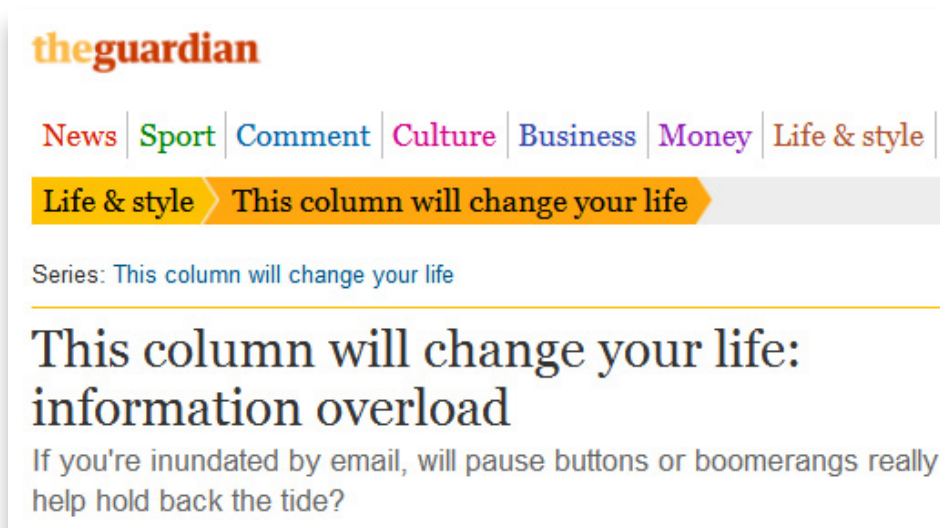 theguardian
News Sport Comment Culture Business Money Life & style
Life & style This column will change your life
Series: This column will change your life
This column will change your life:
information overload
If you're inundated by email, will pause buttons or boomerangs really
help hold back the tide?